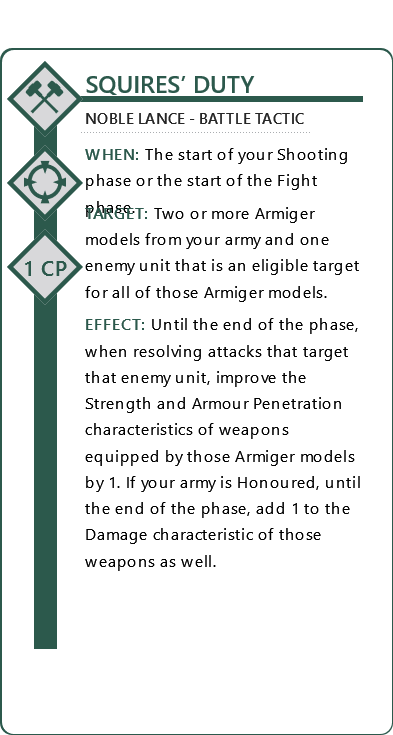 SQUIRES’ DUTY
NOBLE LANCE - BATTLE TACTIC
WHEN: The start of your Shooting
phase or the start of the Fight
phase.
TARGET: Two or more Armiger
models from your army and one
1 CP
enemy unit that is an eligible target
for all of those Armiger models.
EFFECT: Until the end of the phase,
when resolving attacks that target
that enemy unit, improve the
Strength and Armour Penetration
characteristics of weapons
equipped by those Armiger models
by 1. If your army is Honoured, until
the end of the phase, add 1 to the
Damage characteristic of those
weapons as well.